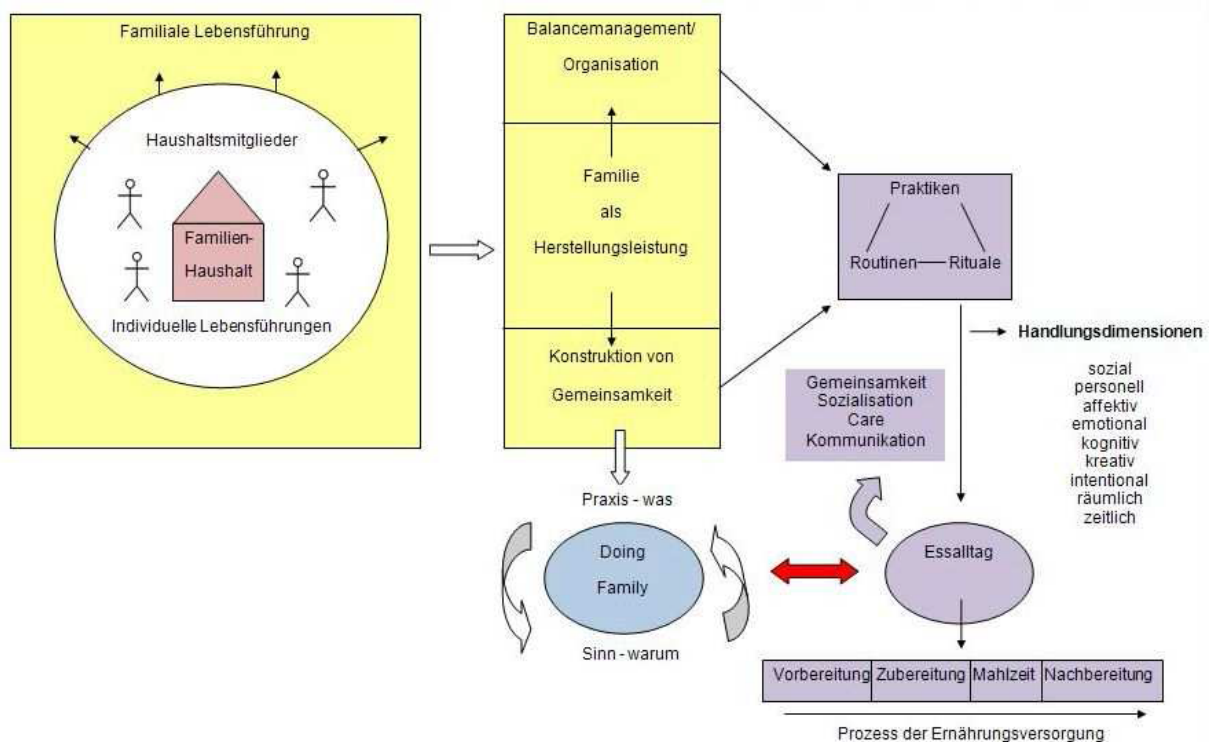 Familiale Lebensführung
Haushaltsmitglieder
Familien-
Haushalt
Individuelle Lebensführungen
Balancemanagement/
Organisation
Familie
als
Herstellungsleistung
Konstruktion von
Gemeinsamkeit
Praxis - was
Doing
Family
Sinn - warum
Praktiken
Routinen
Rituale
Handlungsdimensionen
sozial
personell
affektiv
emotional
kognitiv
kreativ
intentional
räumlich
zeitlich
Gemeinsamkeit
Sozialisation
Care
Kommunikation
Essalltag
Vorbereitung Zubereitung Mahlzeit Nachbereitung
Prozess der Ernährungsversorgung